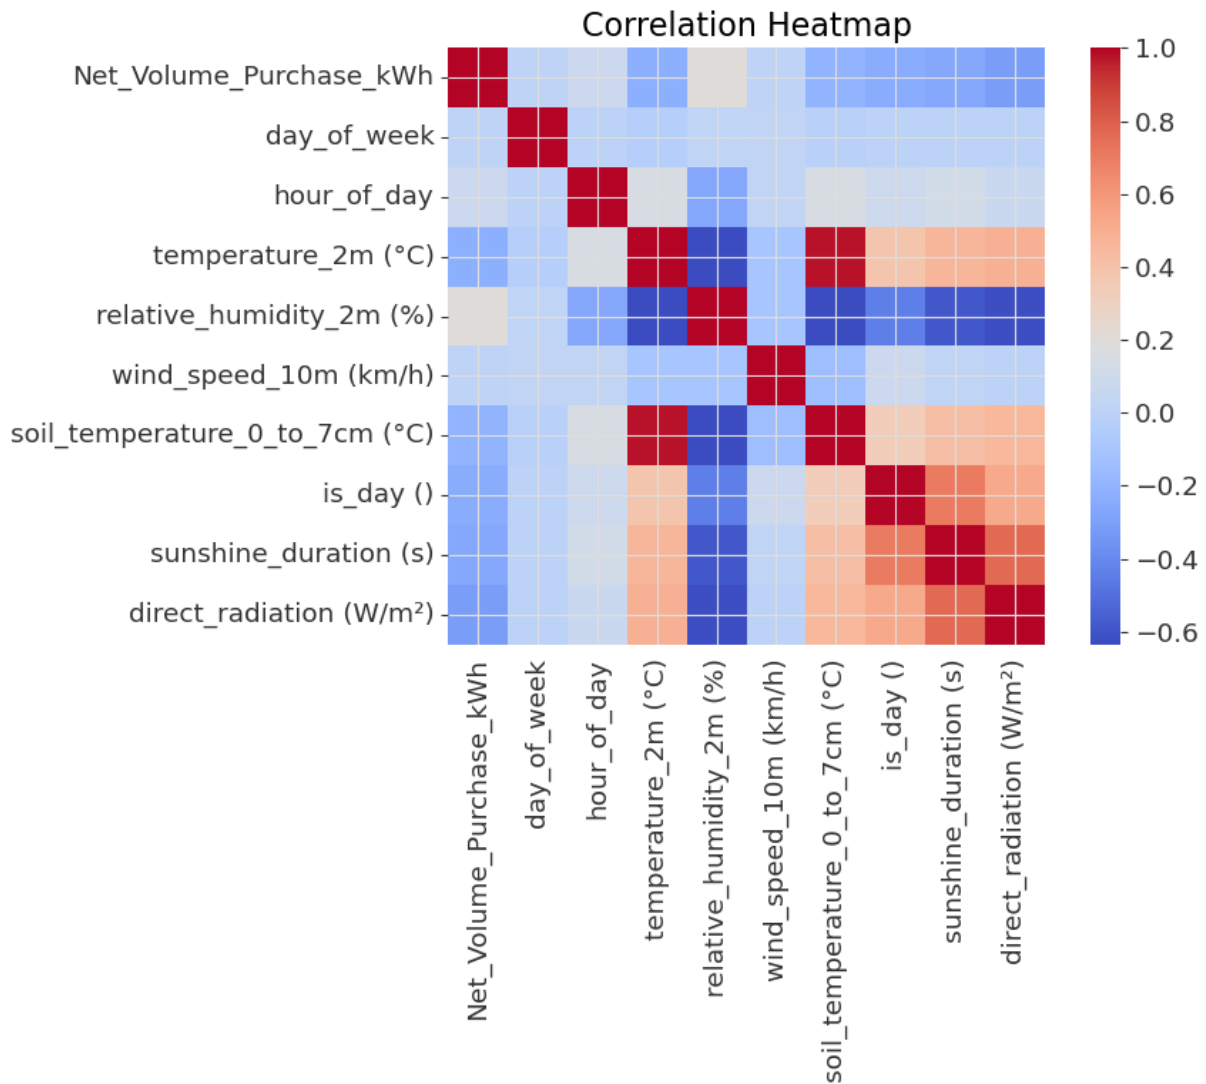 Correlation Heatmap
Net_Volume_Purchase_kWh
day_of_week
hour_of_day
temperature_2m (°C)
relative_humidity_2m (%)
wind_speed_10m (km/h)
soil_temperature_0_to_7cm (°C)
is_day ()
sunshine_duration (s)
direct_radiation (W/m²)
Net_Volume_Purchase_kWh
day_of_week
hour_of_day
temperature_2m (°C)
relative_humidity_2m (%)
wind_speed_10m (km/h)
soil_temperature_0_to_7cm (°C)
is_day ()
sunshine_duration (s)
direct_radiation (W/m²)
1.0
0.8
0.6
0.4
0.2
0.0
−0.2
−0.4
−0.6